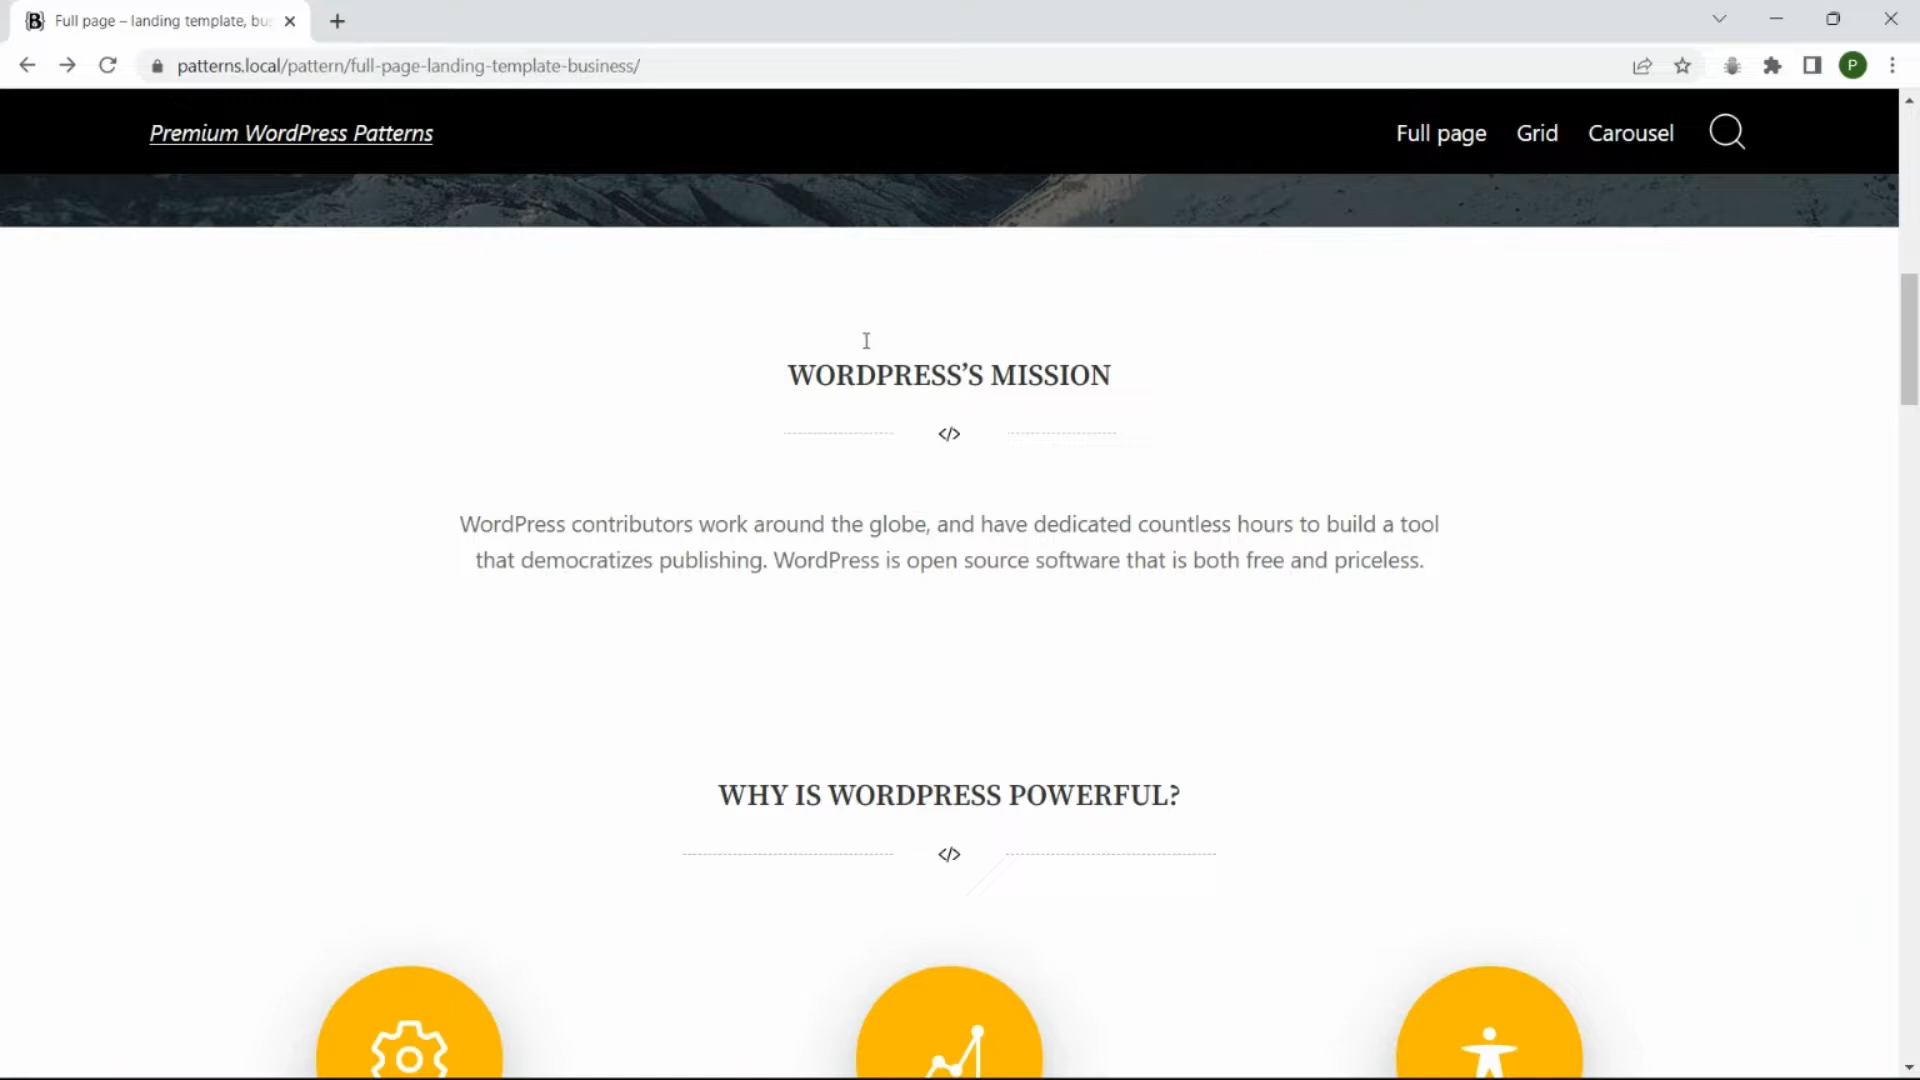 Full page – landing template, bu
patterns.local/pattern/full-page-landing-template-business/
P
Premium WordPress Patterns
Full page Grid Carousel
WORDPRESS’S MISSION
</>
WordPress contributors work around the globe, and have dedicated countless hours to build a tool
that democratizes publishing. WordPress is open source software that is both free and priceless.
WHY IS WORDPRESS POWERFUL?
</>